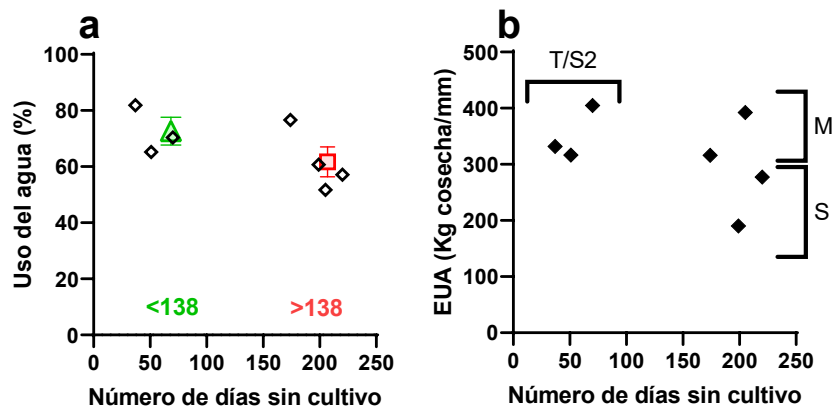 a
Uso del agua (%)
100
80
60
40
20
0
<138
>138
0 50 100 150 200 250
Número de días sin cultivo
b
EUA (Kg cosecha/mm)
500
400
300
200
100
0
T/S2
M
S
0 50 100 150 200 250
Número de días sin cultivo